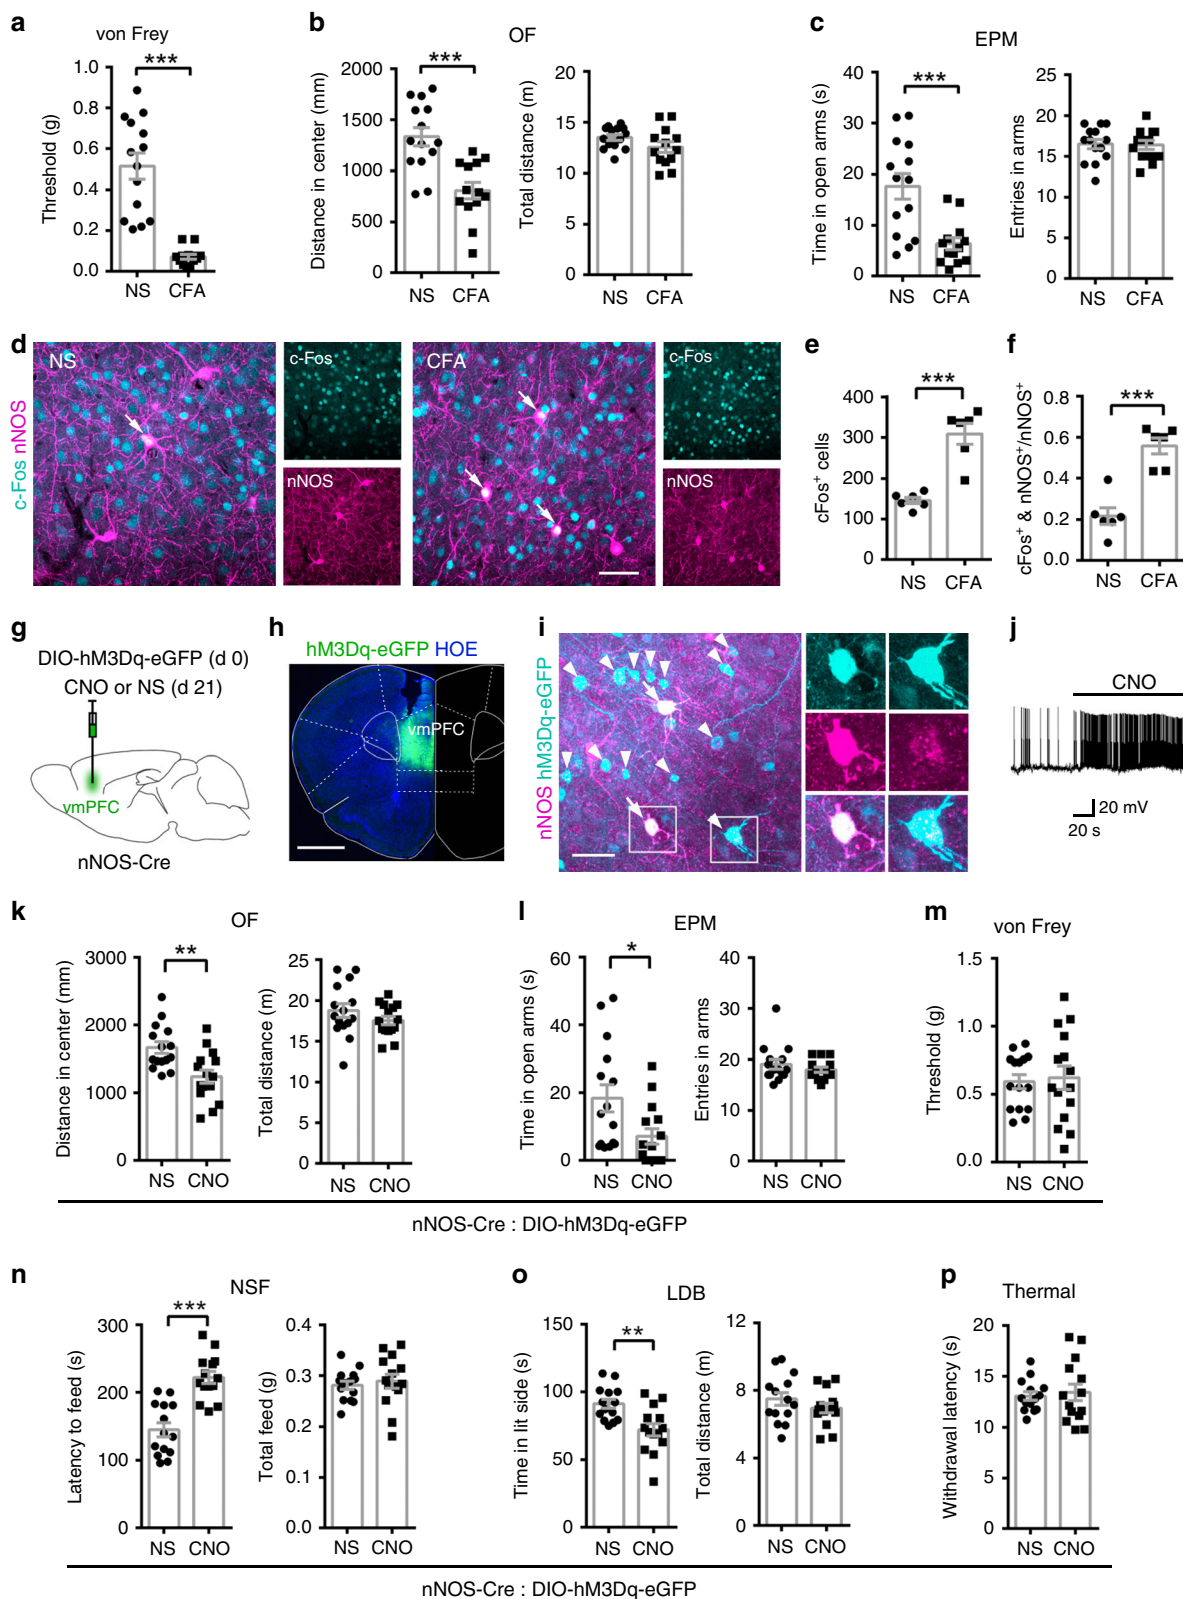 a
von Frey
***
Threshold (g)
1.0
0.8
0.6
0.4
0.2
0.0
NS
CFA
b
OF
***
Distance in center (mm)
2000
1500
1000
500
0
NS
CFA
Total distance (m)
20
15
10
5
0
NS
CFA
c
EPM
***
Time in open arms (s)
40
30
20
10
0
NS
CFA
Entries in arms
25
20
15
10
5
0
NS
CFA
d
c-Fos nNOS
NS
c-Fos
nNOS
CFA
c-Fos
nNOS
e
***
cFos+ cells
400
300
200
100
0
NS
CFA
f
***
cFos+ & nNOS+/nNOS+
0.8
0.6
0.4
0.2
0.0
NS
CFA
g
DIO-hM3Dq-eGFP (d 0)
CNO or NS (d 21)
vmPFC
nNOS-Cre
h
hM3Dq-eGFP HOE
vmPFC
i
nNOS hM3Dq-eGFP
j
CNO
20 mV
20 s
k
OF
**
Distance in center (mm)
3000
2000
1000
0
NS
CNO
Total distance (m)
25
20
15
10
5
0
NS
CNO
l
EPM
*
Time in open arms (s)
60
40
20
0
NS
CNO
Entries in arms
40
30
20
10
0
NS
CNO
m
von Frey
Threshold (g)
1.5
1.0
0.5
0.0
NS
CNO
nNOS-Cre : DIO-hM3Dq-eGFP
n
NSF
***
Latency to feed (s)
300
200
100
0
NS
CNO
Total feed (g)
0.4
0.3
0.2
0.1
0.0
NS
CNO
o
LDB
**
Time in lit side (s)
150
100
50
0
NS
CNO
Total distance (m)
12
8
4
0
NS
CNO
p
Thermal
Withdrawal latency (s)
20
15
10
5
0
NS
CNO
nNOS-Cre : DIO-hM3Dq-eGFP